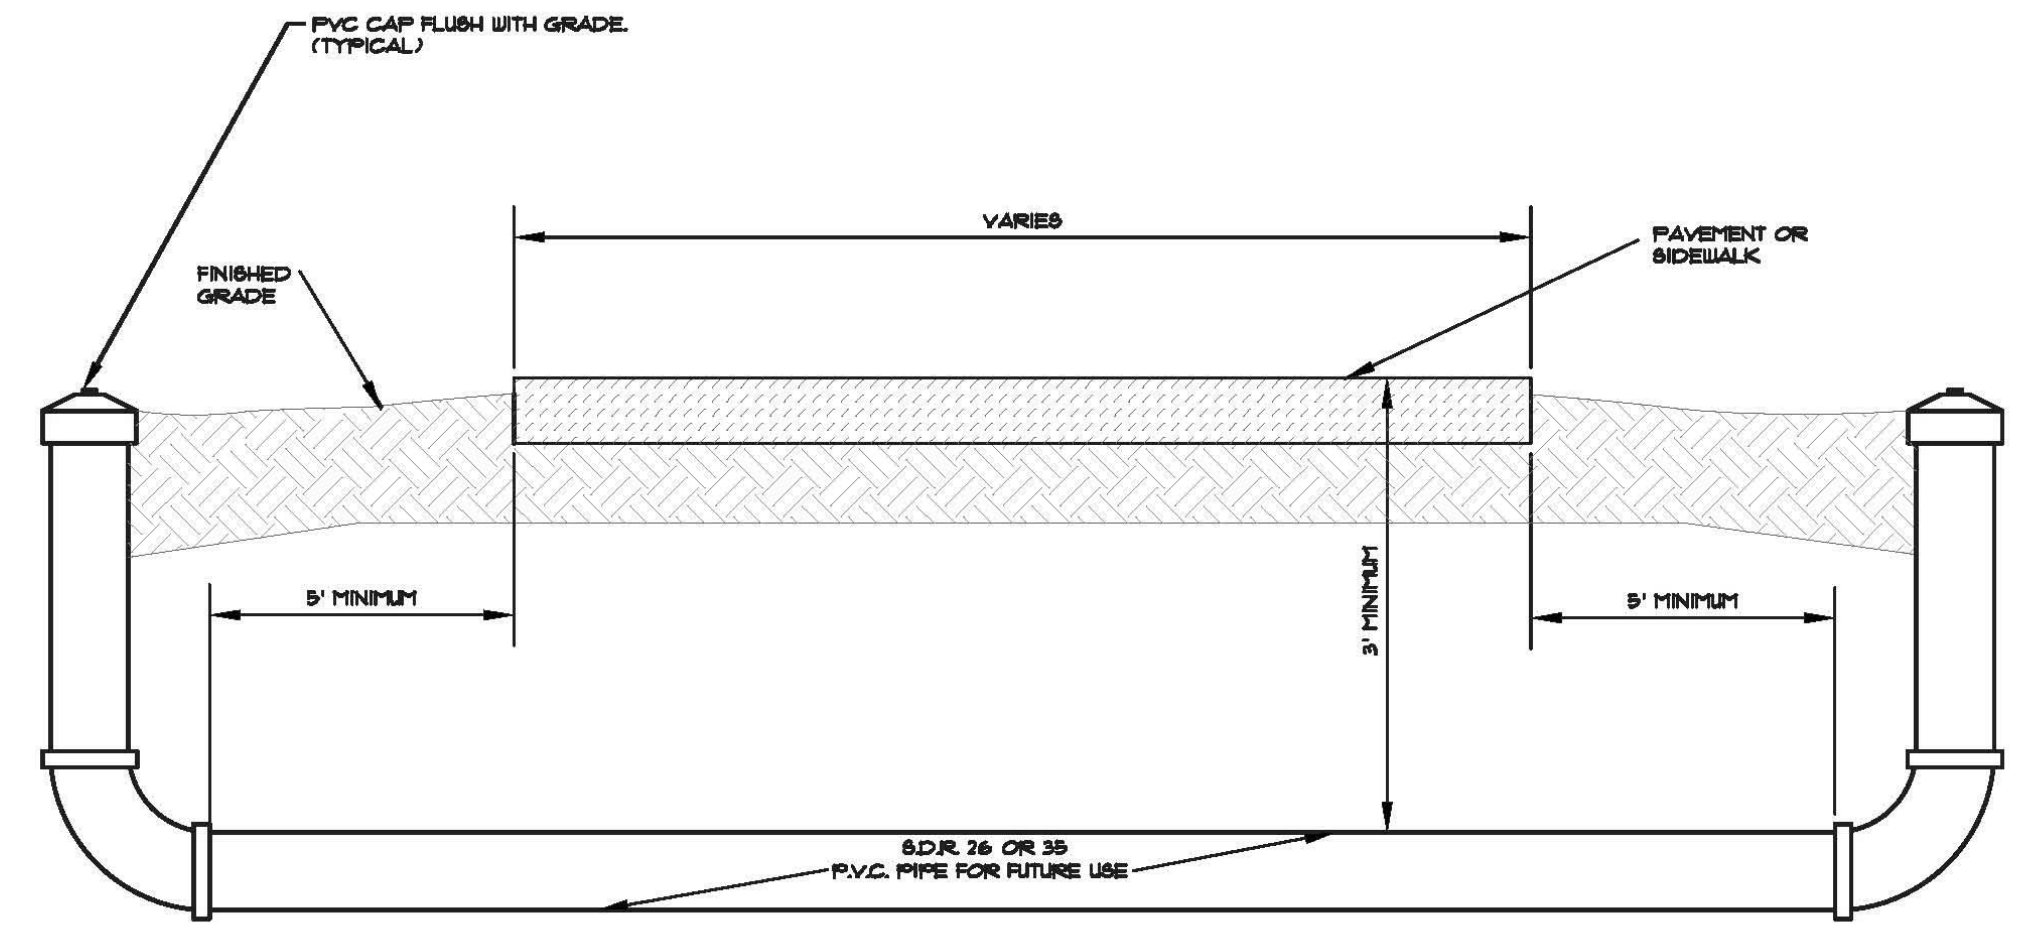 PVC CAP FLUSH WITH GRADE.
(TYPICAL)
VARIES
PAVEMENT OR
SIDEWALK
FINISHED
GRADE
5' MINIMUM
3' MINIMUM
5' MINIMUM
S.D.R. 26 OR 35
P.V.C. PIPE FOR FUTURE USE